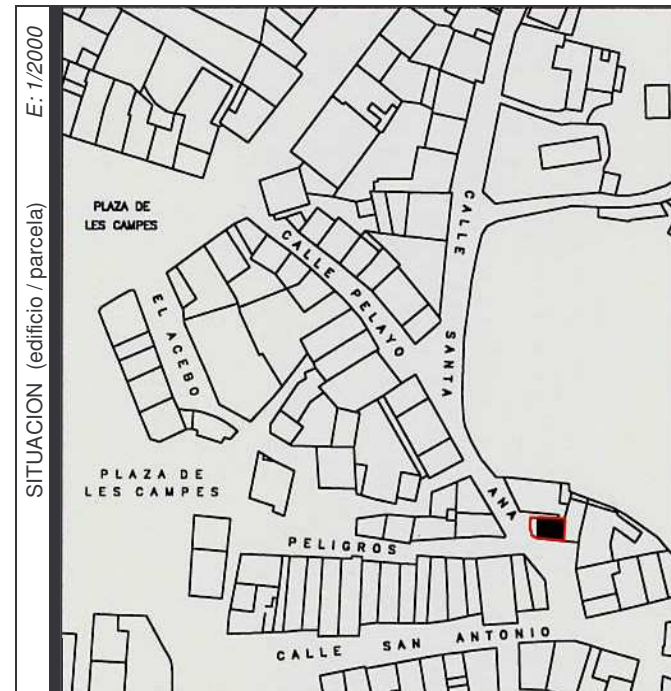 SITUACION (edificio / parcela) E: 1/2000
PLAZA DE
LES CAMPES
CALLE PELAYO
CALLE SANTA ANA
EL ACEBO
PLAZA DE
LES CAMPES
PELIGROS
CALLE SAN ANTONIO